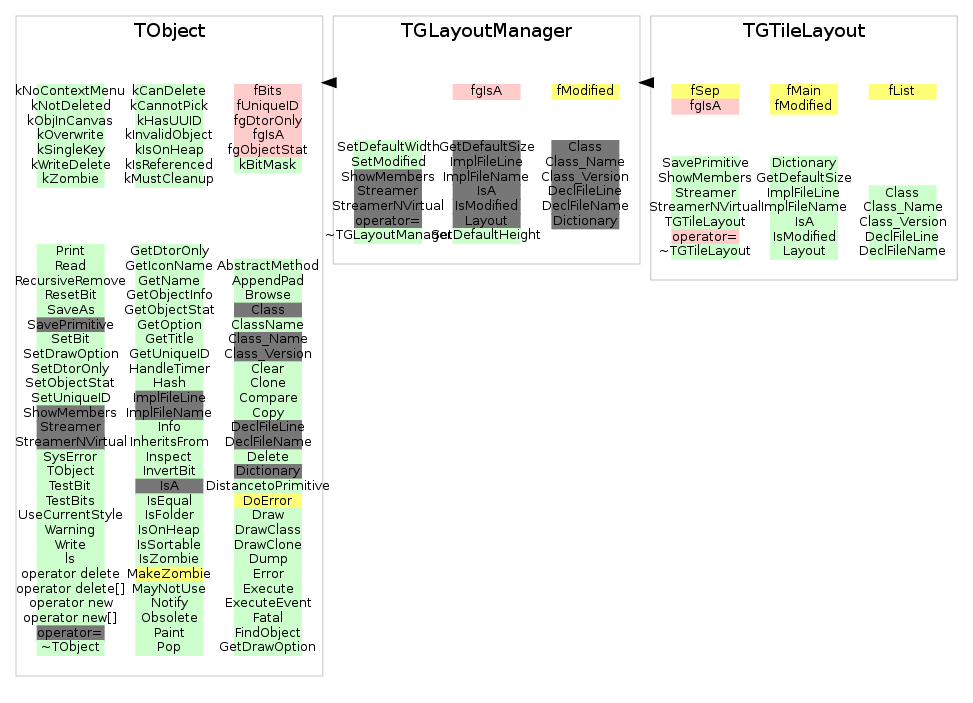 TObject
kNoContextMenu kCanDelete fBits
kNotDeleted kCannotPick fUniqueID
kObjInCanvas kHasUUID fgDtorOnly
kOverwrite kInvalidObject fgIsA
kSingleKey kIsOnHeap fgObjectStat
kWriteDelete kIsReferenced kBitMask
kZombie kMustCleanup
Print GetDtorOnly
Read GetIconName AbstractMethod
RecursiveRemove GetName AppendPad
ResetBit GetObjectInfo Browse
SaveAs GetObjectStat Class
SavePrimitive GetOption ClassName
SetBit GetTitle Class_Name
SetDrawOption GetUniqueID Class_Version
SetDtorOnly HandleTimer Clear
SetObjectStat Hash Clone
SetUniqueID ImplFileLine Compare
ShowMembers ImplFileName Copy
Streamer Info DeclFileLine
StreamerNVirtual InheritsFrom DeclFileName
SysError Inspect Delete
TObject InvertBit Dictionary
TestBit IsA DistancetoPrimitive
TestBits IsEqual DoError
UseCurrentStyle IsFolder Draw
Warning IsOnHeap DrawClass
Write IsSortable DrawClone
ls IsZombie Dump
operator delete MakeZombie Error
operator delete[] MayNotUse Execute
operator new Notify ExecuteEvent
operator new[] Obsolete Fatal
operator= Paint FindObject
~TObject Pop GetDrawOption
TGLayoutManager
fgIsA fModified
SetDefaultWidth GetDefaultSize Class
SetModified ImplFileLine Class_Name
ShowMembers ImplFileName Class_Version
Streamer IsA DeclFileLine
StreamerNVirtual IsModified DeclFileName
operator= Layout Dictionary
~TGLayoutManager SetDefaultHeight
TGTileLayout
fSep fMain fList
fgIsA fModified
SavePrimitive Dictionary
ShowMembers GetDefaultSize
Streamer ImplFileLine Class
StreamerNVirtual ImplFileName Class_Name
TGTileLayout IsA Class_Version
operator= IsModified DeclFileLine
~TGTileLayout Layout DeclFileName